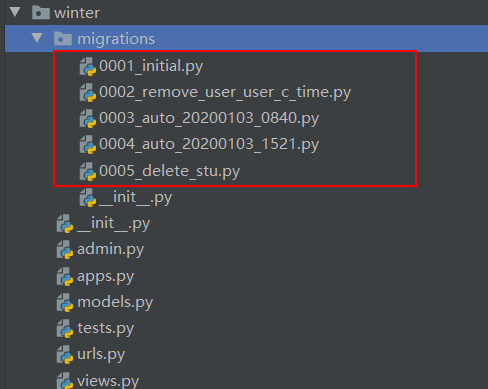 winter
migrations
0001_initial.py
0002_remove_user_user_c_time.py
0003_auto_20200103_0840.py
0004_auto_20200103_1521.py
0005_delete_stu.py
__init__.py
__init__.py
admin.py
apps.py
models.py
tests.py
urls.py
views.py